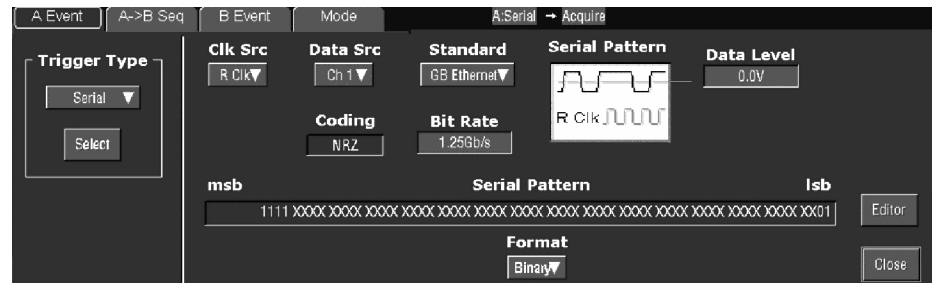 A Event A->B Seq B Event Mode A:Serial → Acquire
Trigger Type
Serial
Select
Clk Src Data Src Standard Serial Pattern Data Level
R Clk Ch 1 GB Ethernet 0.0V
R Clk
Coding Bit Rate
NRZ 1.25Gb/s
msb Serial Pattern lsb
1111 XXXX XXXX XXXX XXXX XXXX XXXX XXXX XXXX XXXX XXXX XXXX XXXX XXXX XXXX XX01 Editor
Format
Binary Close